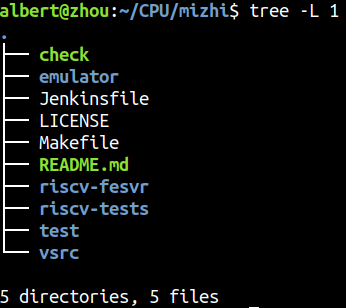 albert@zhou:~/CPU/mizhi$ tree -L 1
.
├── check
├── emulator
├── Jenkinsfile
├── LICENSE
├── Makefile
├── README.md
├── riscv-fesvr
├── riscv-tests
├── test
└── vsrc
5 directories, 5 files